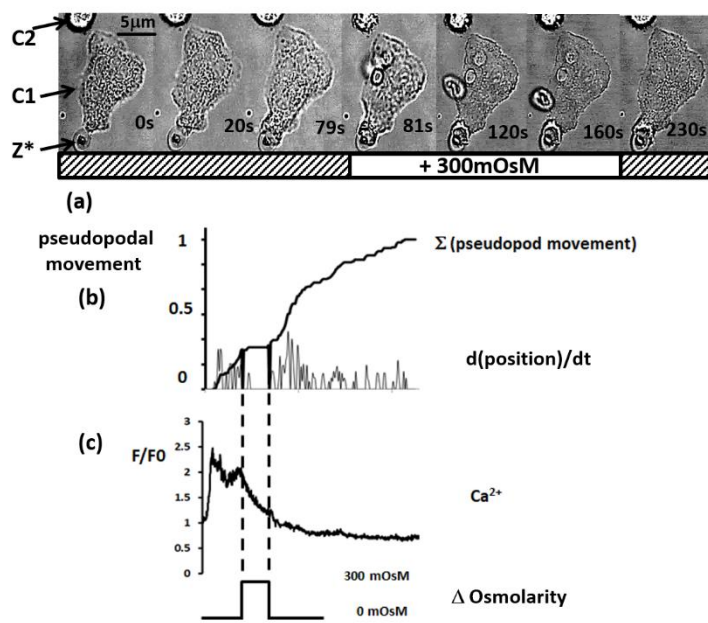 C2
5μm
C1
0s
20s
79s
81s
120s
160s
230s
Z*
+ 300mOsM
(a)
pseudopodal
movement
(b)
1
0.5
0
Σ (pseudopod movement)
d(position)/dt
(c)
F/F0
3
2.5
2
1.5
1
0.5
0
Ca²⁺
300 mOsM
0 mOsM
Δ Osmolarity